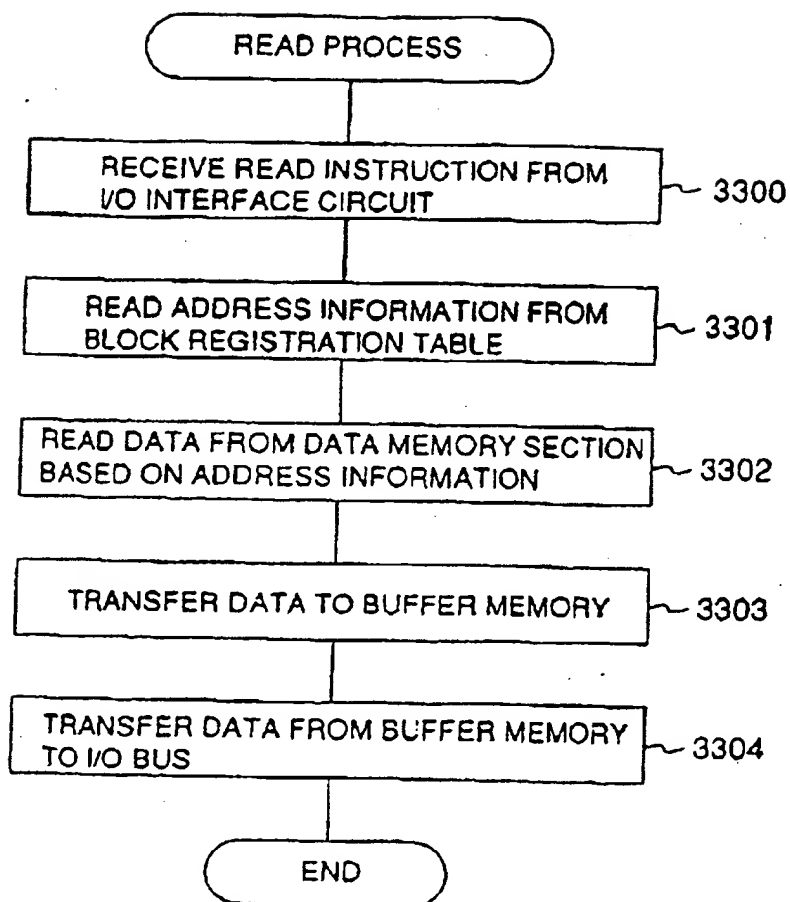 READ PROCESS
RECEIVE READ INSTRUCTION FROM
I/O INTERFACE CIRCUIT
3300
READ ADDRESS INFORMATION FROM
BLOCK REGISTRATION TABLE
3301
READ DATA FROM DATA MEMORY SECTION
BASED ON ADDRESS INFORMATION
3302
TRANSFER DATA TO BUFFER MEMORY
3303
TRANSFER DATA FROM BUFFER MEMORY
TO I/O BUS
3304
END